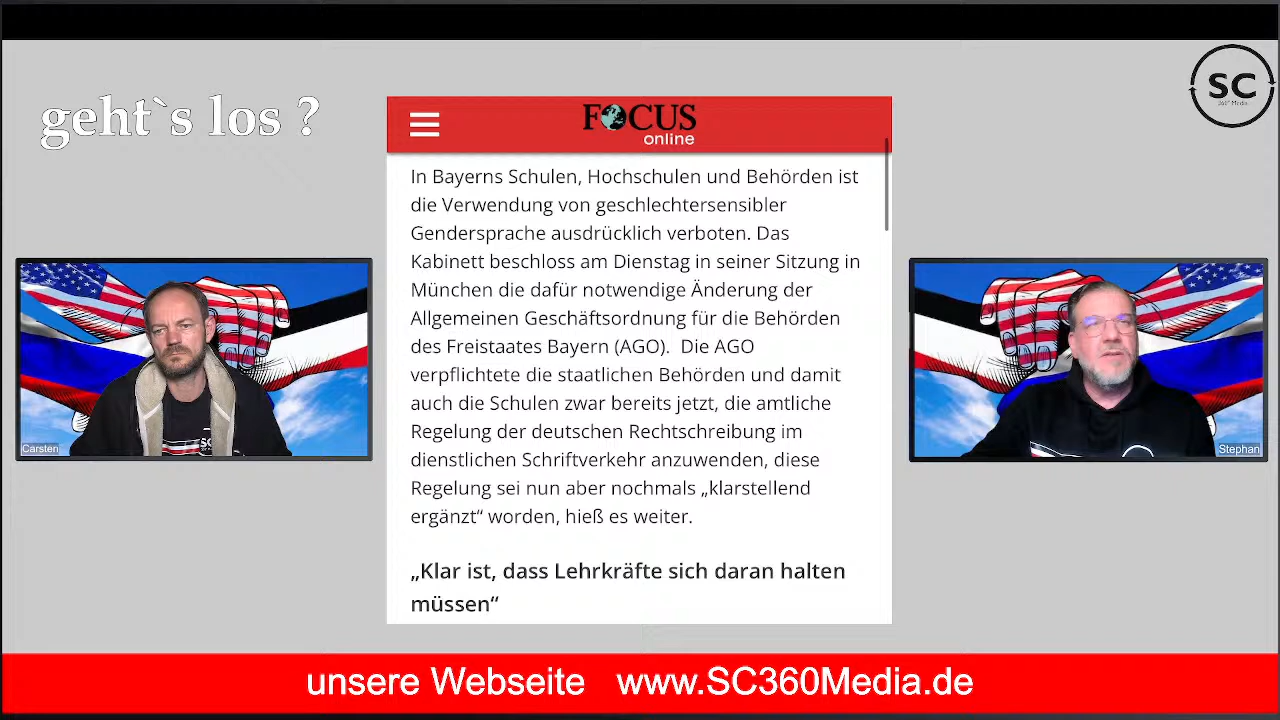 geht`s los ?
SC
360° Media
FOCUS
online
In Bayerns Schulen, Hochschulen und Behörden ist
die Verwendung von geschlechtersensibler
Gendersprache ausdrücklich verboten. Das
Kabinett beschloss am Dienstag in seiner Sitzung in
München die dafür notwendige Änderung der
Allgemeinen Geschäftsordnung für die Behörden
des Freistaates Bayern (AGO). Die AGO
verpflichtete die staatlichen Behörden und damit
auch die Schulen zwar bereits jetzt, die amtliche
Regelung der deutschen Rechtschreibung im
dienstlichen Schriftverkehr anzuwenden, diese
Regelung sei nun aber nochmals „klarstellend
ergänzt“ worden, hieß es weiter.
„Klar ist, dass Lehrkräfte sich daran halten
müssen“
Carsten
Stephan
unsere Webseite www.SC360Media.de